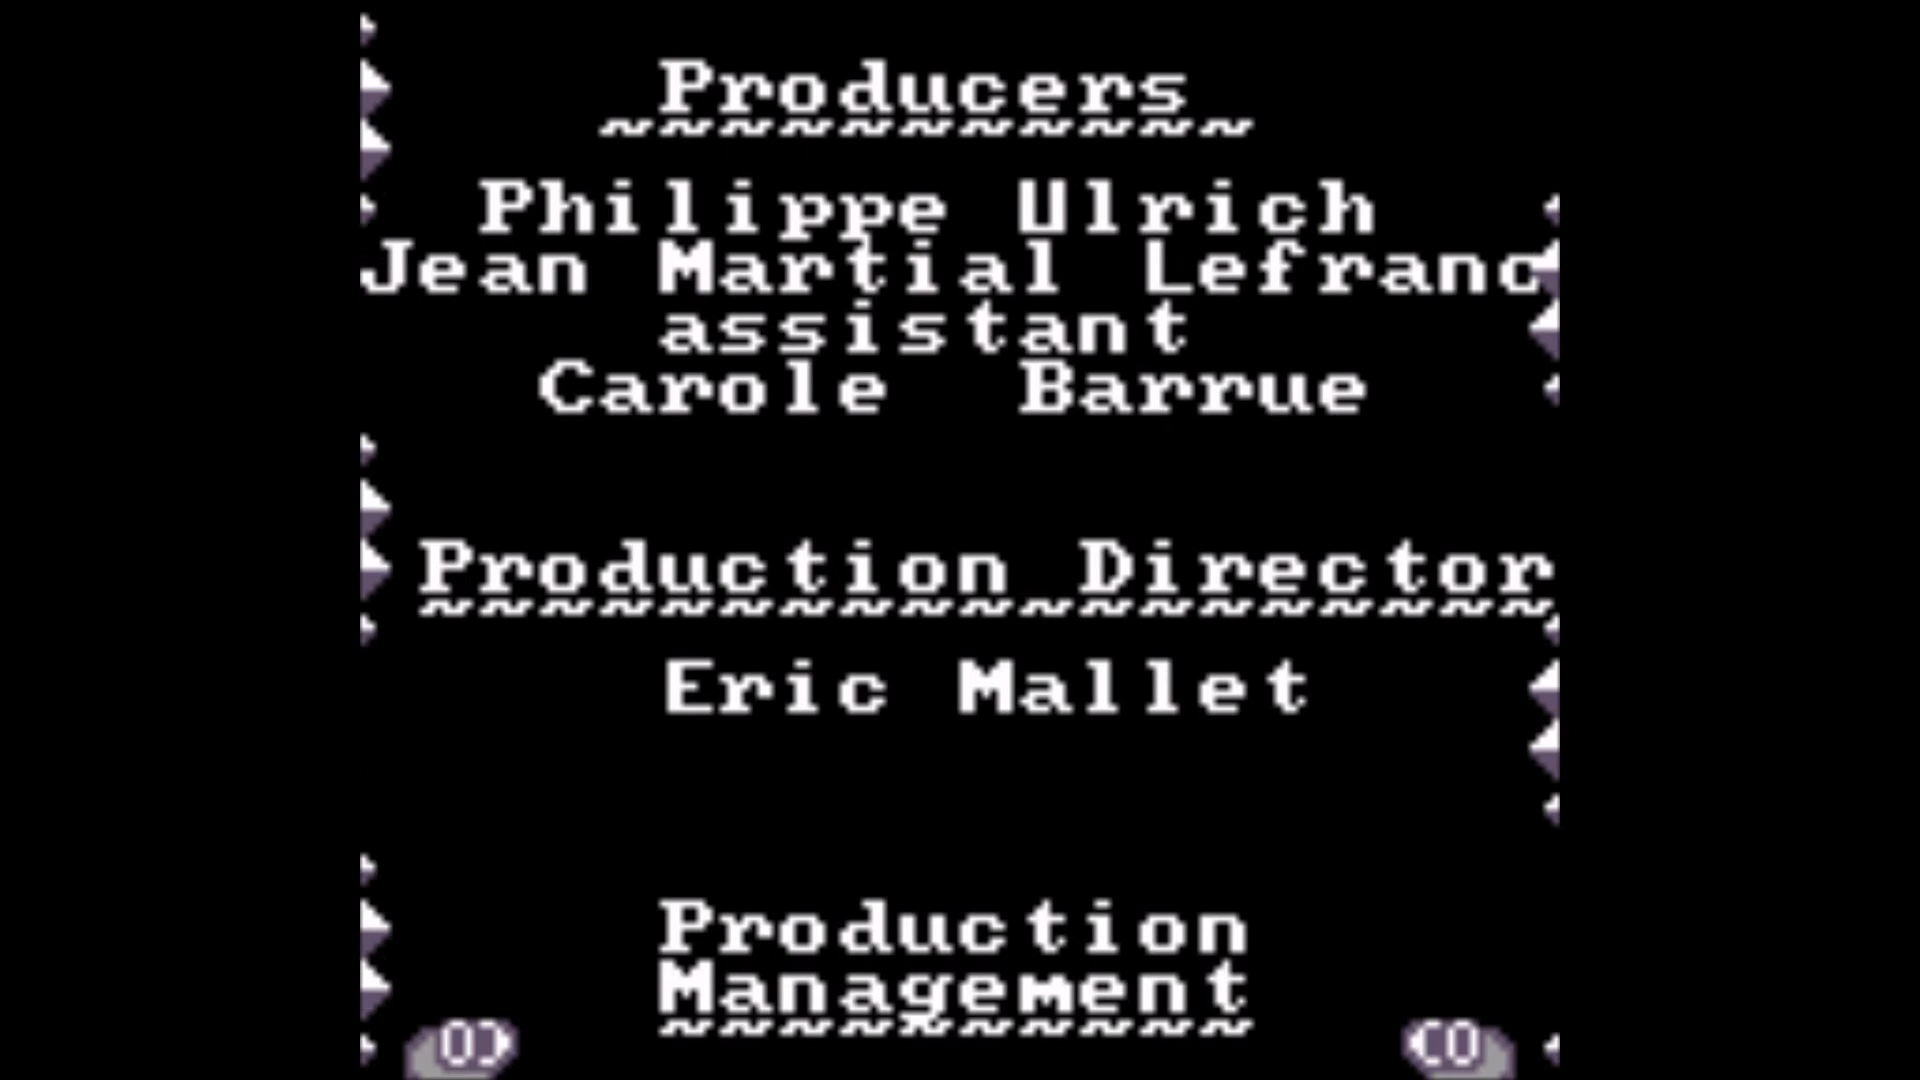 Producers
Philippe Ulrich
Jean Martial Lefranc
assistant
Carole Barrue
Production Director
Eric Mallet
Production
Management